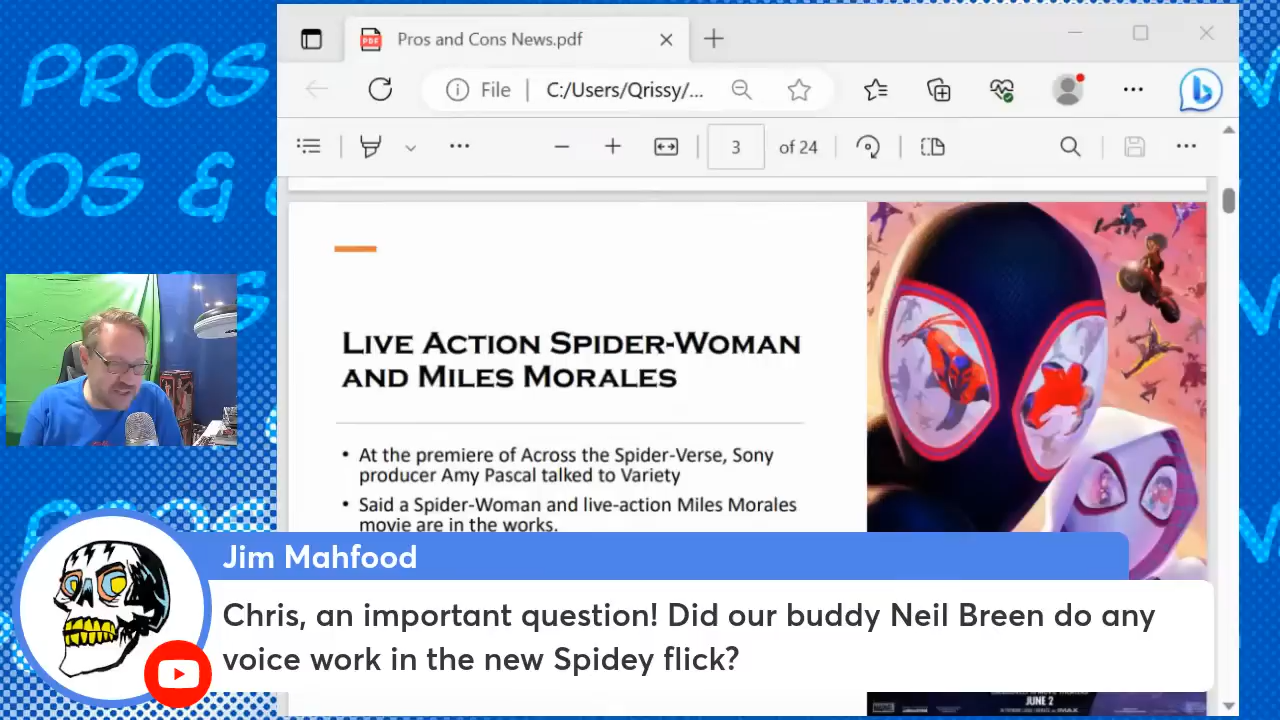 PROS
POS & C
Pros and Cons News.pdf
File
C:/Users/Qrissy/...
3
of 24
LIVE ACTION SPIDER-WOMAN
AND MILES MORALES
• At the premiere of Across the Spider-Verse, Sony
producer Amy Pascal talked to Variety
• Said a Spider-Woman and live-action Miles Morales
movie are in the works.
Jim Mahfood
Chris, an important question! Did our buddy Neil Breen do any
voice work in the new Spidey flick?
JUNE 2